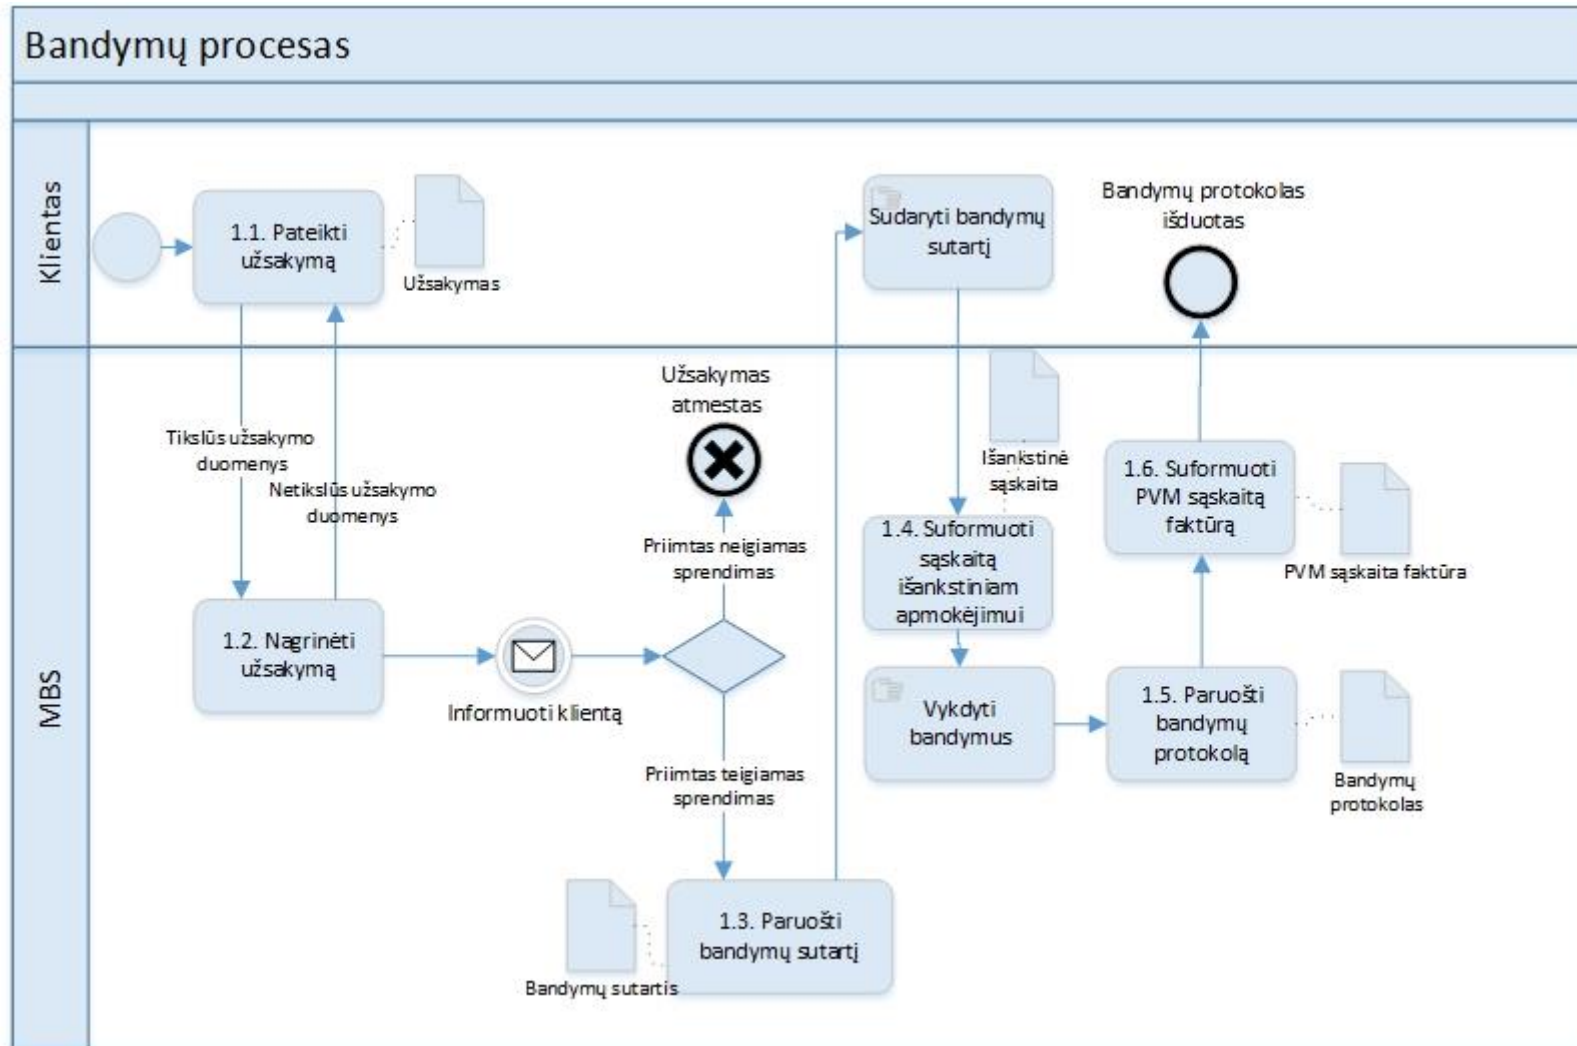 Bandymų procesas
Klientas
1.1. Pateikti
užsakymą
Užsakymas
Sudaryti bandymų
sutartį
Bandymų protokolas
išduotas
MBS
Tikslūs užsakymo
duomenys
Netikslūs užsakymo
duomenys
1.2. Nagrinėti
užsakymą
Informuoti klientą
Užsakymas
atmestas
Priimtas neigiamas
sprendimas
Priimtas teigiamas
sprendimas
1.3. Paruošti
bandymų sutartį
Bandymų sutartis
Išankstinė
sąskaita
1.4. Suformuoti
sąskaitą
išankstiniam
apmokėjimui
Vykdyti
bandymus
1.5. Paruošti
bandymų
protokolą
Bandymų
protokolas
1.6. Suformuoti
PVM sąskaitą
faktūrą
PVM sąskaita faktūra